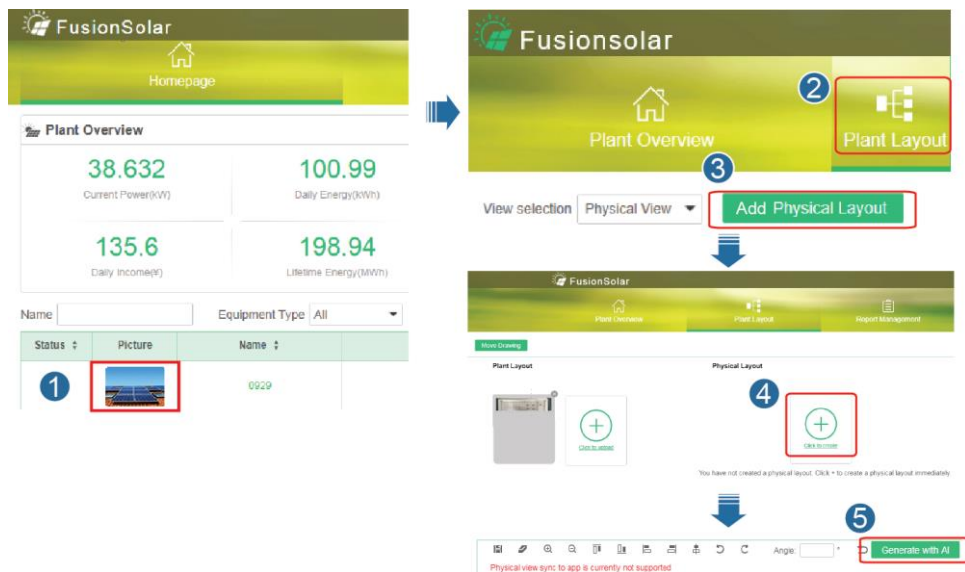 FusionSolar
Homepage
Plant Overview
38.632
100.99
Current Power(kW)
Daily Energy(kWh)
135.6
198.94
Daily Income(¥)
Lifetime Energy(MWh)
Name
Equipment Type All
Status Picture Name
1
0929
Fusionsolar
2
Plant Overview
Plant Layout
3
View selection Physical View Add Physical Layout
FusionSolar
Plant Overview Plant Layout Report Management
Move Drawing
Plant Layout Physical Layout
4
Click to upload
Click to create
You have not created a physical layout. Click + to create a physical layout immediately.
5
Angle: ° Generate with AI
Physical view sync to app is currently not supported